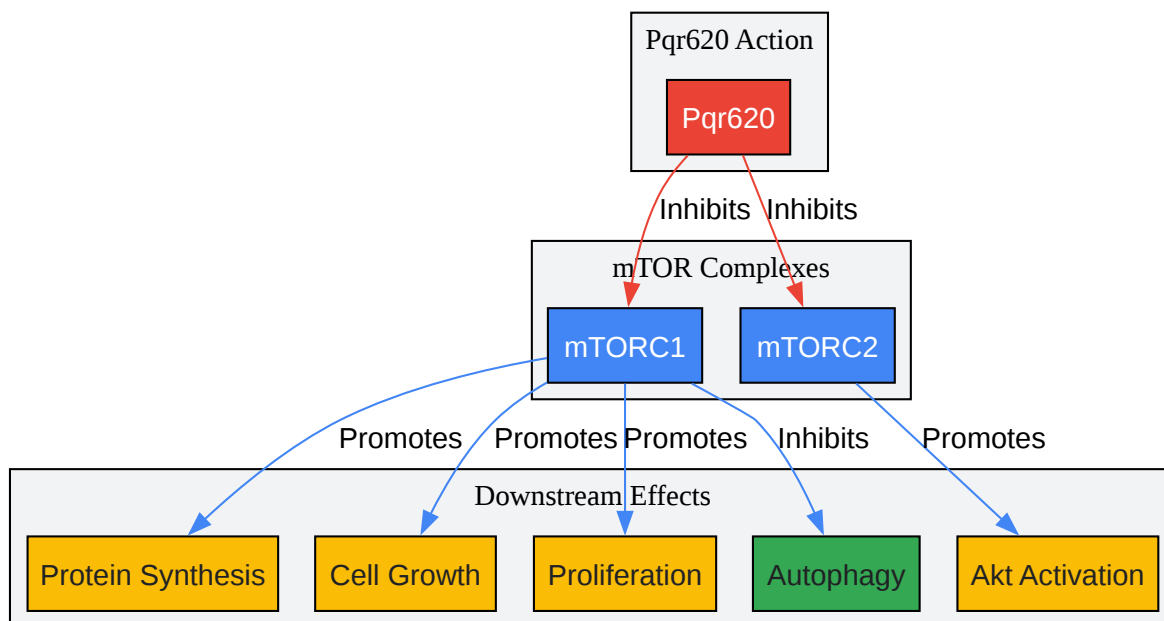 Pqr620 Action
Pqr620
Inhibits
Inhibits
mTOR Complexes
mTORC1
mTORC2
Promotes
Promotes
Promotes
Inhibits
Promotes
Downstream Effects
Protein Synthesis
Cell Growth
Proliferation
Autophagy
Akt Activation